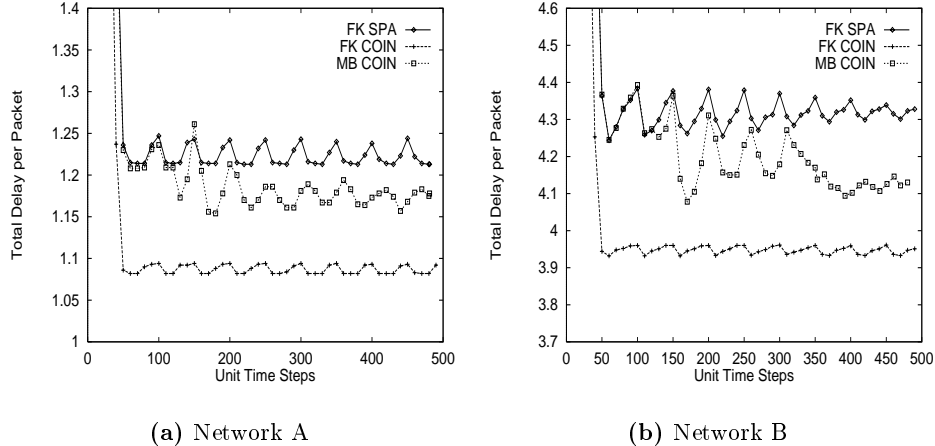 1.4
1.35
1.3
1.25
1.2
1.15
1.1
1.05
1
Total Delay per Packet
FK SPA
FK COIN
MB COIN
0 100 200 300 400 500
Unit Time Steps
(a) Network A
4.6
4.5
4.4
4.3
4.2
4.1
4
3.9
3.8
3.7
Total Delay per Packet
FK SPA
FK COIN
MB COIN
0 50 100 150 200 250 300 350 400 450 500
Unit Time Steps
(b) Network B